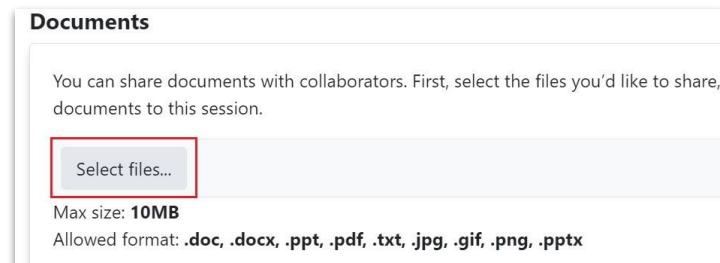 Documents
You can share documents with collaborators. First, select the files you’d like to share,
documents to this session.
Select files...
Max size: 10MB
Allowed format: .doc, .docx, .ppt, .pdf, .txt, .jpg, .gif, .png, .pptx